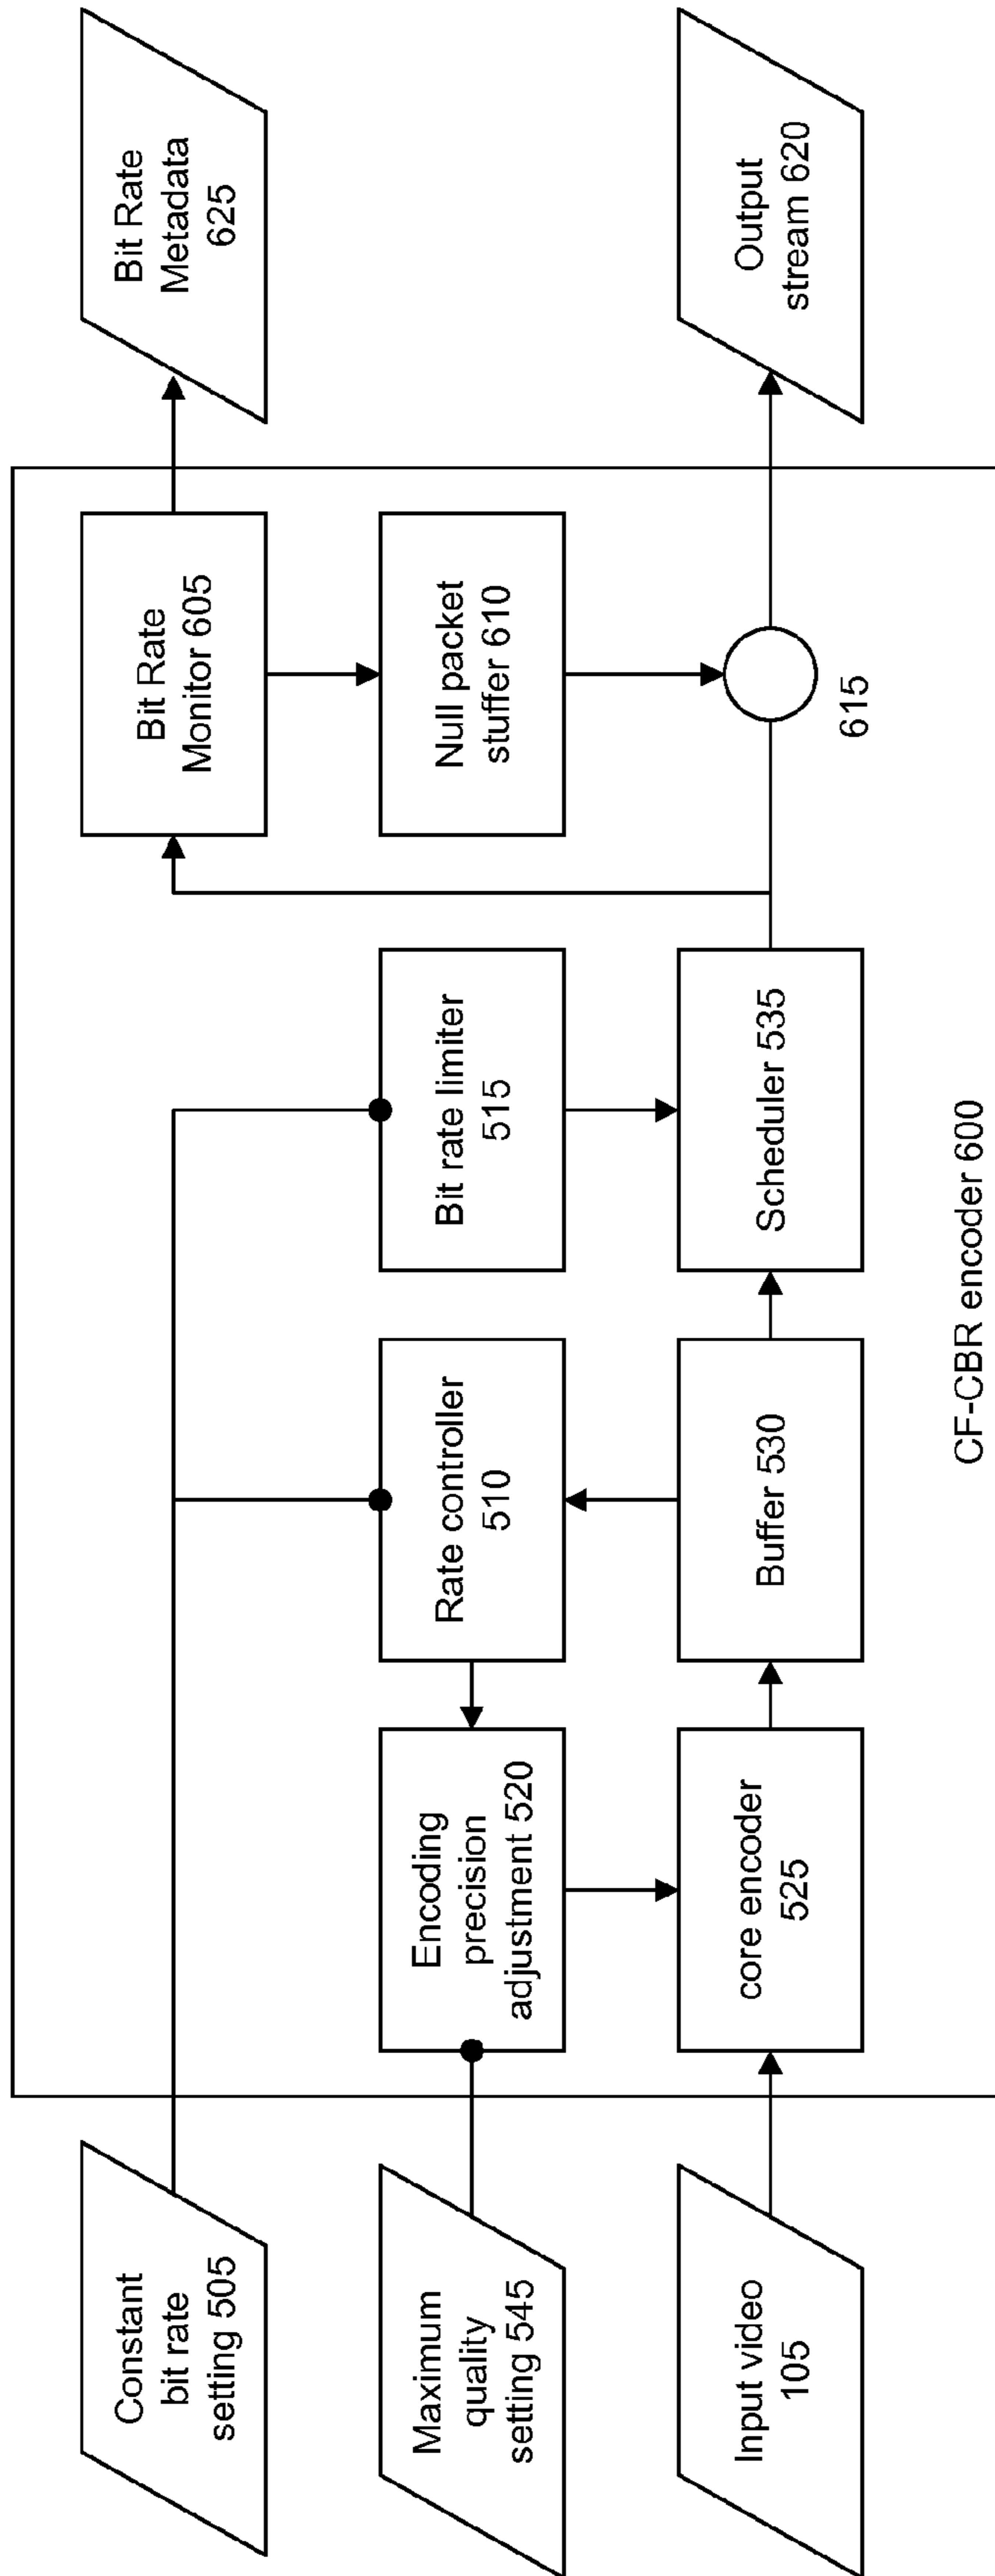 Constant
bit rate
setting 505
Maximum
quality
setting 545
Input video
105
Encoding
precision
adjustment 520
core encoder
525
Rate controller
510
Buffer 530
Bit rate limiter
515
Scheduler 535
Bit Rate
Monitor 605
Null packet
stuffer 610
615
Bit Rate
Metadata
625
Output
stream 620
CF-CBR encoder 600